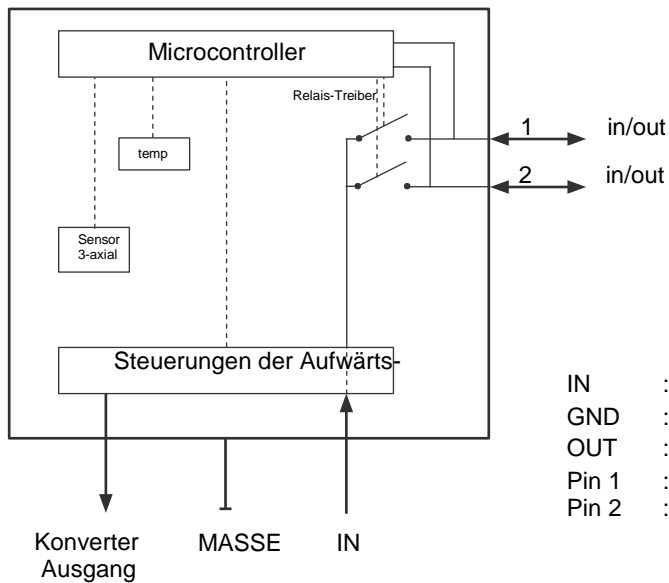 Microcontroller
Relais-Treiber
temp
Sensor
3-axial
Steuerungen der Aufwärts-
1
in/out
2
in/out
Konverter
Ausgang
MASSE
IN
IN :
GND :
OUT :
Pin 1 :
Pin 2 :